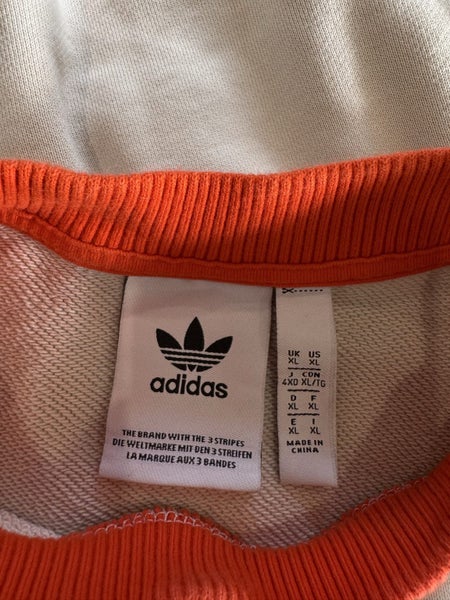 adidas
THE BRAND WITH THE 3 STRIPES
DIE WELTMARKE MIT DEN 3 STREIFEN
LA MARQUE AUX 3 BANDES
UK US
XL XL
J CDN
4XO XL/TG
D F
XL XL
E I
XL XL
MADE IN
CHINA